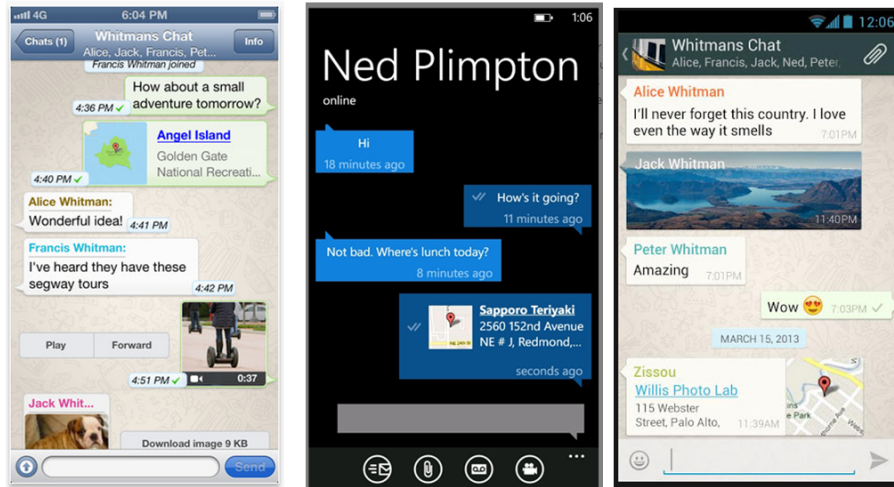 4G
6:04 PM
Chats (1)
Whitmans Chat
Alice, Jack, Francis, Pet...
Info
Francis Whitman joined
How about a small
adventure tomorrow?
4:36 PM
Angel Island
Golden Gate
National Recreati...
4:40 PM
Alice Whitman:
Wonderful idea!
4:41 PM
Francis Whitman:
I've heard they have these
segway tours
4:42 PM
Play
Forward
4:51 PM
0:37
Jack Whit...
Download image 9 KB
Send
1:06
Ned Plimpton
online
Hi
18 minutes ago
How's it going?
11 minutes ago
Not bad. Where's lunch today?
8 minutes ago
Sapporo Teriyaki
2560 152nd Avenue
NE # J, Redmond,...
seconds ago
12:06
Whitmans Chat
Alice, Francis, Jack, Ned, Peter,
Alice Whitman
I'll never forget this country. I love
even the way it smells
7:01PM
Jack Whitman
11:40PM
Peter Whitman
Amazing
7:01PM
Wow 😍
7:03PM
MARCH 15, 2013
Zissou
Willis Photo Lab
115 Webster
Street, Palo Alto,
11:39AM